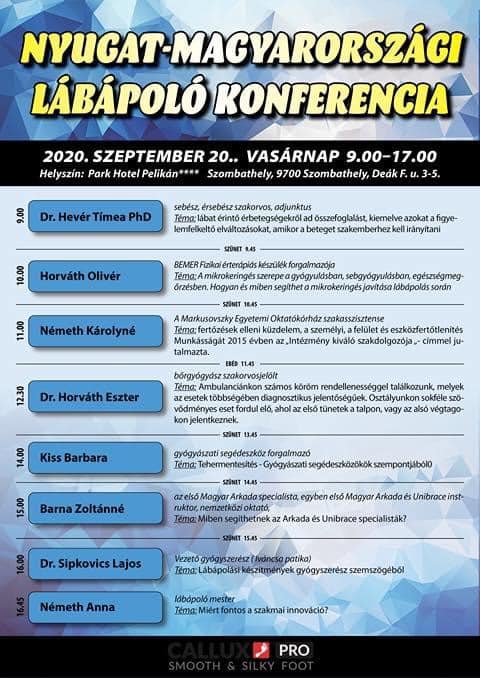 NYUGAT-MAGYARORSZÁGI
LÁBÁPOLÓ KONFERENCIA
2020. SZEPTEMBER 20.. VASÁRNAP 9.00–17.00
Helyszín: Park Hotel Pelikán**** Szombathely, 9700 Szombathely, Deák F. u. 3-5.
9.00
Dr. Hevér Tímea PhD
sebész, érsebész szakorvos, adjunktus
Téma: lábat érintő érbetegségekről ad összefoglalást, kiemelve azokat a figye-
lemfelkeltő elváltozásokat, amikor a beteget szakemberhez kell irányítani
SZÜNET 9.45
10.00
Horváth Olivér
BEMER Fizikai érterápiás készülék forgalmazója
Téma: A mikrokeringés szerepe a gyógyulásban, sebgyógyulásban, egészségmeg-
őrzésben. Hogyan és miben segíthet a mikrokeringés javítása lábápolás során
SZÜNET 10.45
11.00
Németh Károlyné
A Markusovszky Egyetemi Oktatókórház szakasszisztense
Téma: fertőzések elleni küzdelem, a személyi, a felület és eszközfertőtlenítés
Munkásságát 2015 évben az „Intézmény kiváló szakdolgozója „- címmel ju-
talmazta.
EBÉD 11.45
12.30
Dr. Horváth Eszter
bőrgyógyász szakorvosjelölt
Téma: Ambulanciánkon számos köröm rendellenességgel találkozunk, melyek
az esetek többségében diagnosztikus jelentőségűek. Osztályunkon sokféle szö-
vődményes eset fordul elő, ahol az első tünetek a talpon, vagy az alsó végtago-
kon jelentkeznek.
SZÜNET 13.45
14.00
Kiss Barbara
gyógyászati segédeszköz forgalmazó
Téma: Tehermentesítés - Gyógyászati segédeszközökök szempontjából0
SZÜNET 14.45
15.00
Barna Zoltánné
az első Magyar Arkada specialista, egyben első Magyar Arkada és Unibrace inst-
ruktor, nemzetközi oktató,
Téma: Miben segíthetnek az Arkada és Unibrace specialisták?
SZÜNET 15.45
16.00
Dr. Sipkovics Lajos
Vezető gyógyszerész ( Iváncsa patika)
Téma: Lábápolási készítmények gyógyszerész szemszögéből
16.45
Németh Anna
lábápoló mester
Téma: Miért fontos a szakmai innováció?
CALLUX PRO
SMOOTH & SILKY FOOT